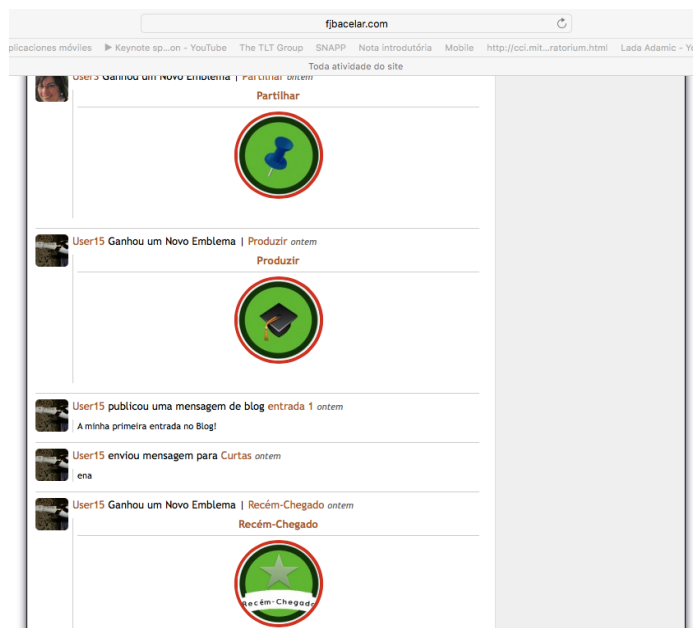 fjbacelar.com
plicaciones móviles ▶ Keynote sp...on - YouTube The TLT Group SNAPP Nota introdutória Mobile http://cci.mit...ratorium.html Lada Adamic - Yo
Toda atividade do site
User3 Ganhou um Novo Emblema | Partilhar ontem
Partilhar
User15 Ganhou um Novo Emblema | Produzir ontem
Produzir
User15 publicou uma mensagem de blog entrada 1 ontem
A minha primeira entrada no Blog!
User15 enviou mensagem para Curtas ontem
ena
User15 Ganhou um Novo Emblema | Recém-Chegado ontem
Recém-Chegado
Recém-Chegado